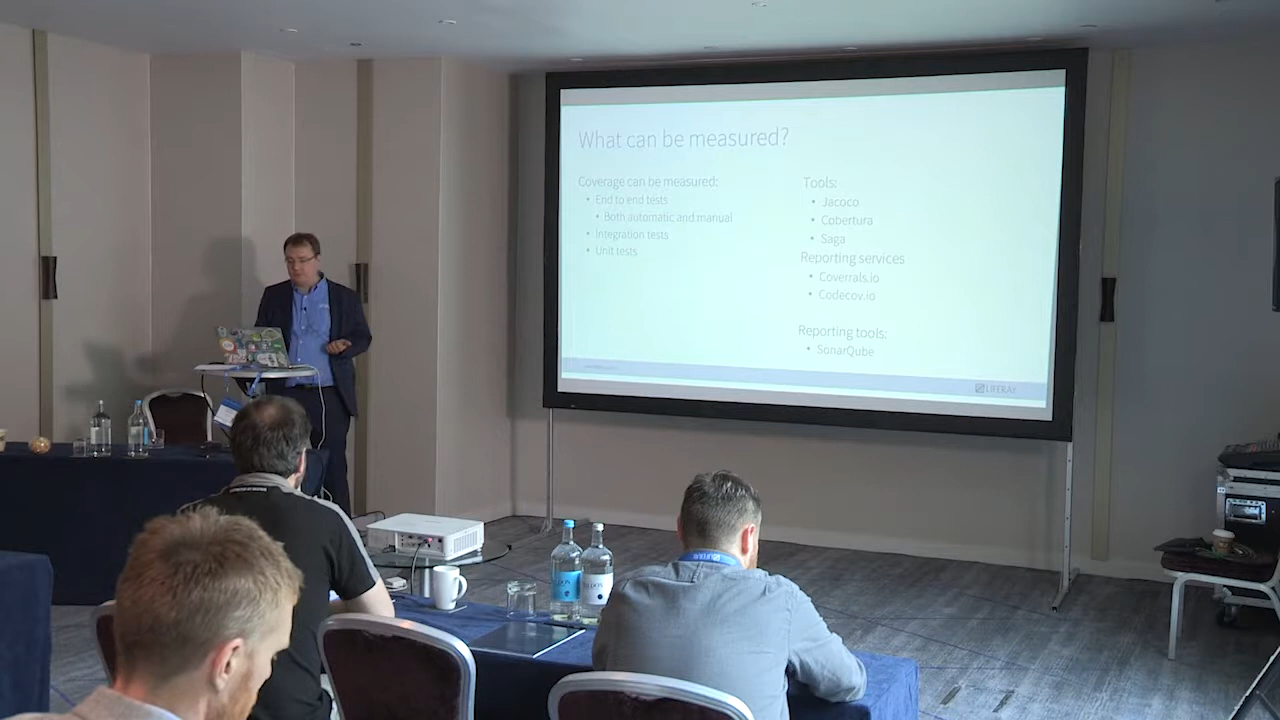 What can be measured?
Coverage can be measured:
• End to end tests
• Both automatic and manual
• Integration tests
• Unit tests
Tools:
• Jacoco
• Cobertura
• Saga
Reporting services
• Coverrals.io
• Codecov.io
Reporting tools:
• SonarQube
LIFERAY